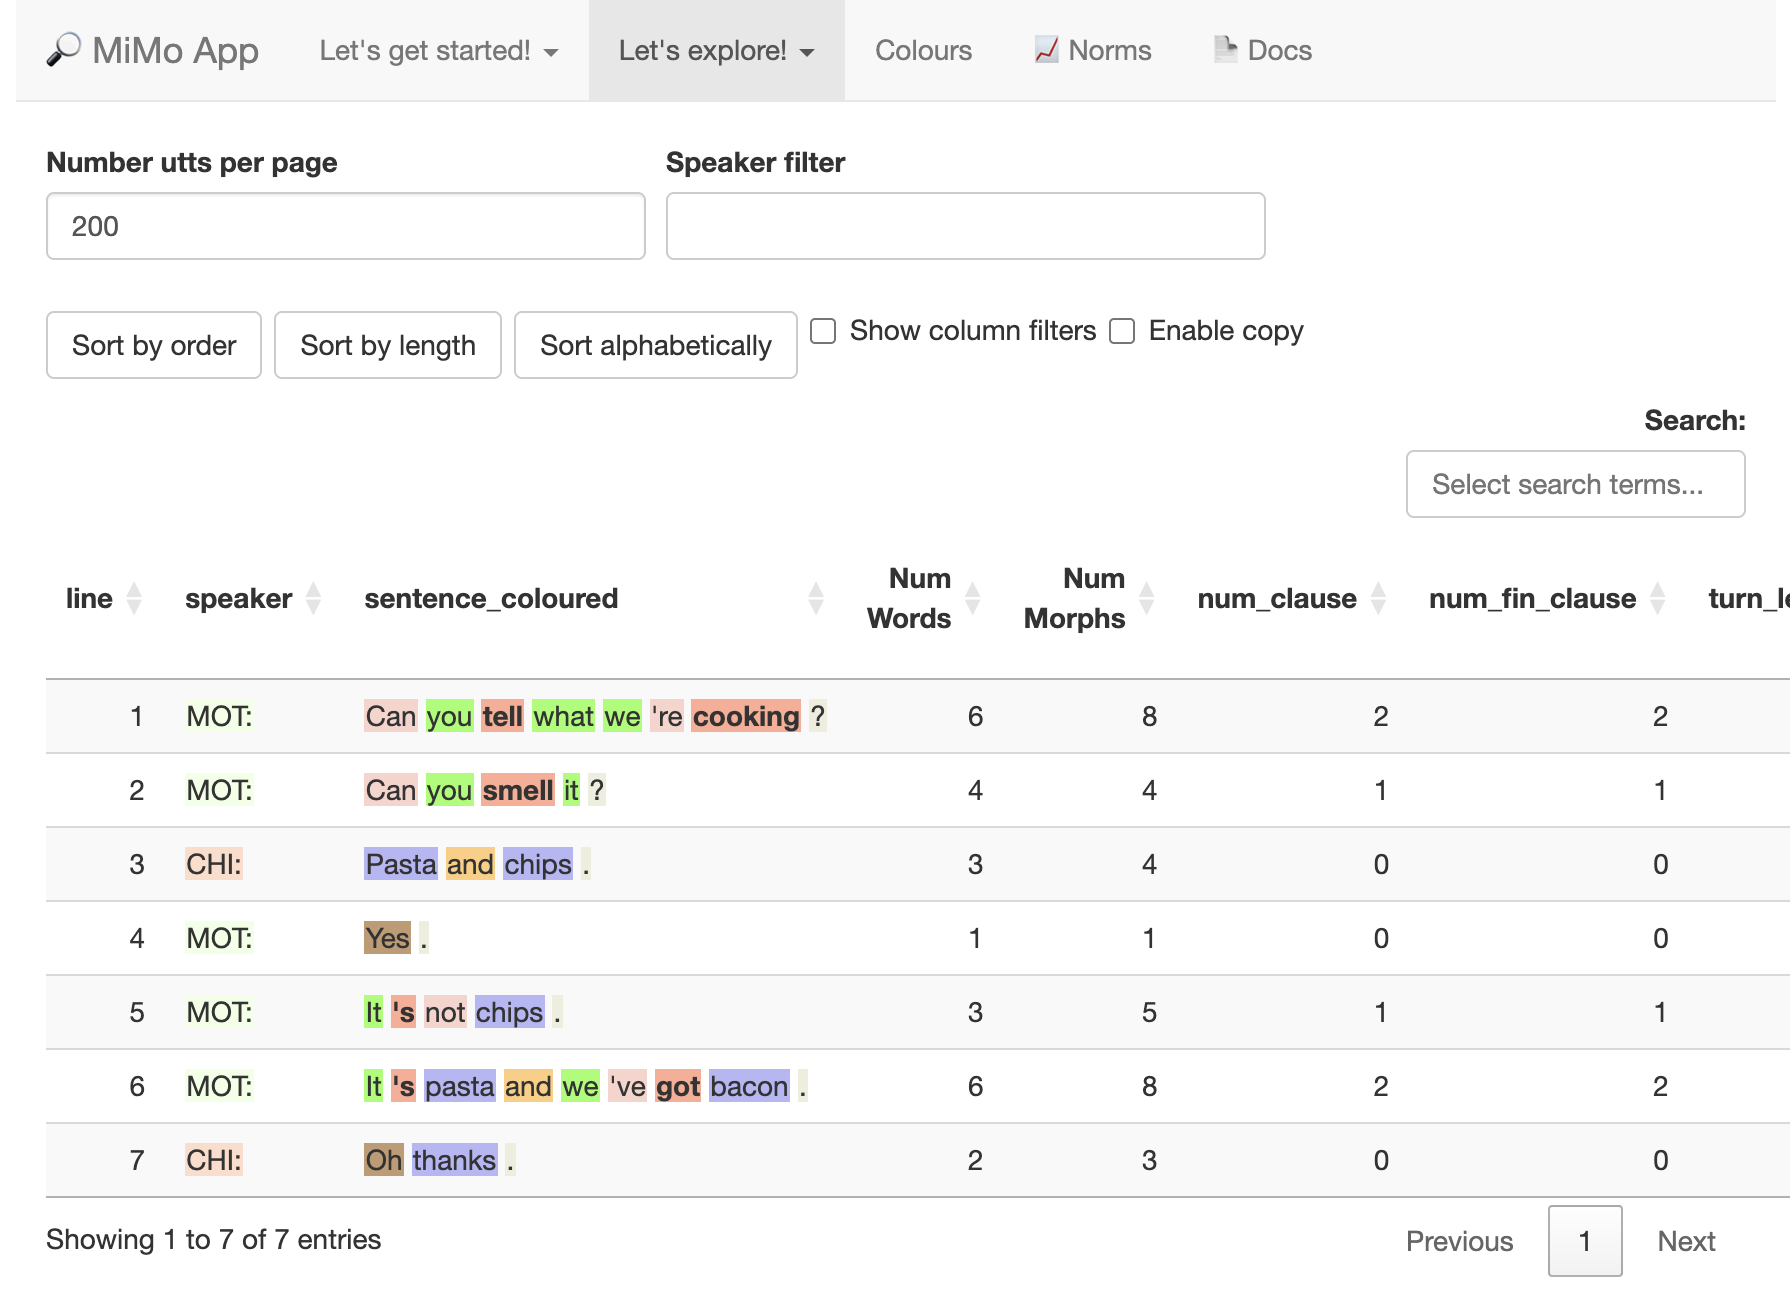 MiMo App Let's get started! Let's explore! Colours Norms Docs
Number utts per page Speaker filter
200
Sort by order Sort by length Sort alphabetically Show column filters Enable copy
Search:
Select search terms...
line speaker sentence_coloured Num Words Num Morphs num_clause num_fin_clause turn_le
1 MOT: Can you tell what we 're cooking ? 6 8 2 2
2 MOT: Can you smell it ? 4 4 1 1
3 CHI: Pasta and chips . 3 4 0 0
4 MOT: Yes . 1 1 0 0
5 MOT: It 's not chips . 3 5 1 1
6 MOT: It 's pasta and we 've got bacon . 6 8 2 2
7 CHI: Oh thanks . 2 3 0 0
Showing 1 to 7 of 7 entries Previous 1 Next